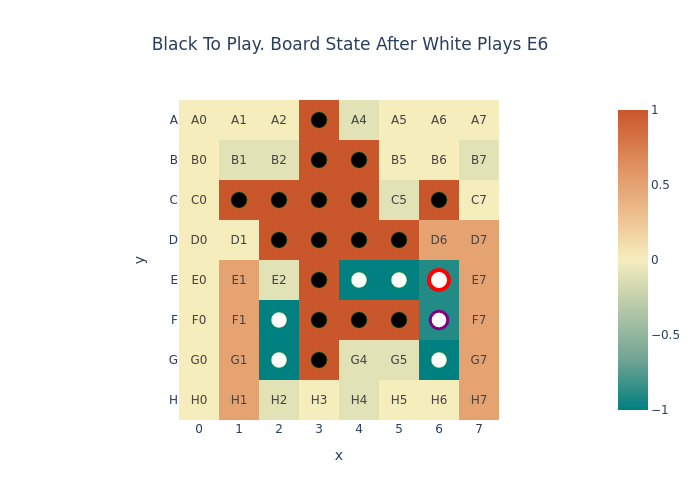 Black To Play. Board State After White Plays E6
A A0 A1 A2 A4 A5 A6 A7
B B0 B1 B2 B5 B6 B7
C C0 C5 C7
D D0 D1 D6 D7
E E0 E1 E2 E7
F F0 F1 F7
G G0 G1 G4 G5 G7
H H0 H1 H2 H3 H4 H5 H6 H7
0 1 2 3 4 5 6 7
x
y
1
0.5
0
−0.5
−1